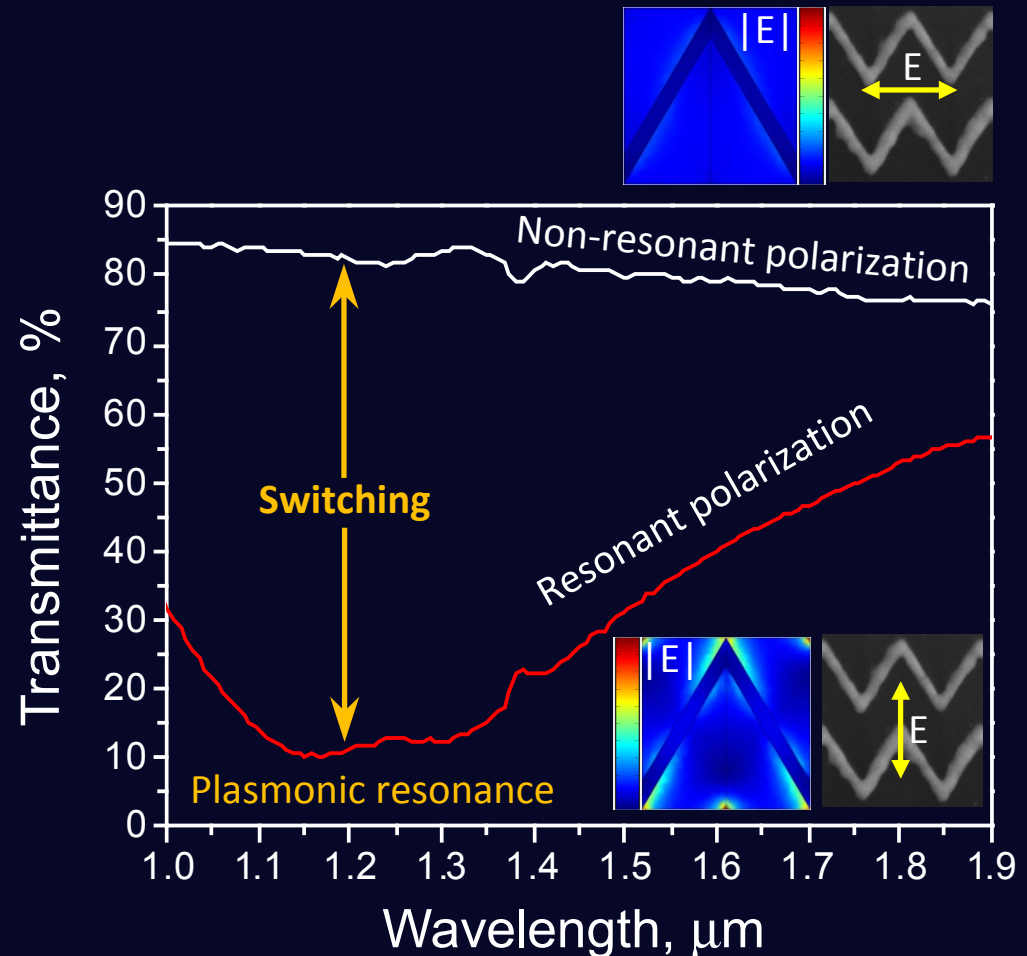 |E|
E
90
80
70
60
50
40
30
20
10
0
Transmittance, %
Non-resonant polarization
Switching
Resonant polarization
|E|
E
Plasmonic resonance
1.0 1.1 1.2 1.3 1.4 1.5 1.6 1.7 1.8 1.9
Wavelength, μm